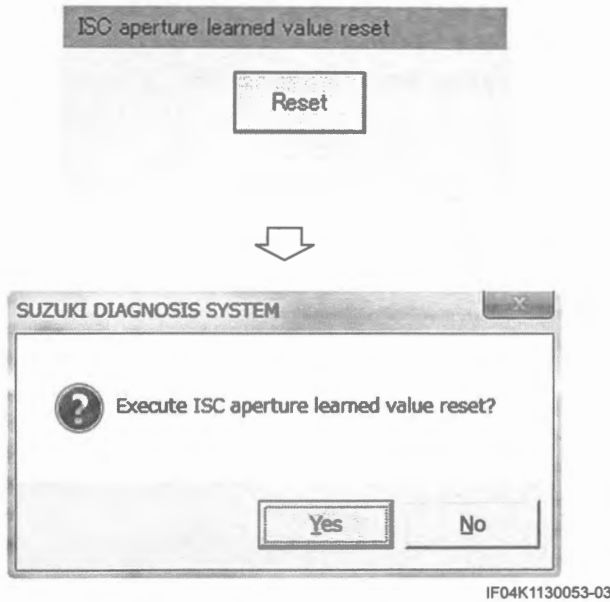 ISC aperture learned value reset
Reset
SUZUKI DIAGNOSIS SYSTEM
x
? Execute ISC aperture learned value reset?
Yes No
IF04K1130053-03